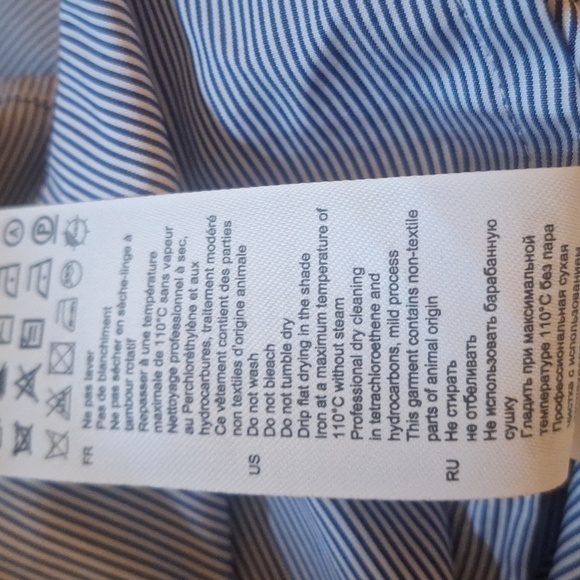 FR
Ne pas laver
Pas de blanchiment
Ne pas sécher en sèche-linge à
tambour rotatif
Repasser à une température
maximale de 110°C sans vapeur
Nettoyage professionnel à sec,
au Perchloréthylène et aux
hydrocarbures, traitement modéré
Ce vêtement contient des parties
non textiles d'origine animale
US
Do not wash
Do not bleach
Do not tumble dry
Drip flat drying in the shade
Iron at a maximum temperature of
110°C without steam
Professional dry cleaning
in tetrachloroethene and
hydrocarbons, mild process
This garment contains non-textile
parts of animal origin
RU
Не стирать
не отбеливать
Не использовать барабанную
сушку
Гладить при максимальной
температуре 110°C без пара
Профессиональная сухая
чистка с использованием